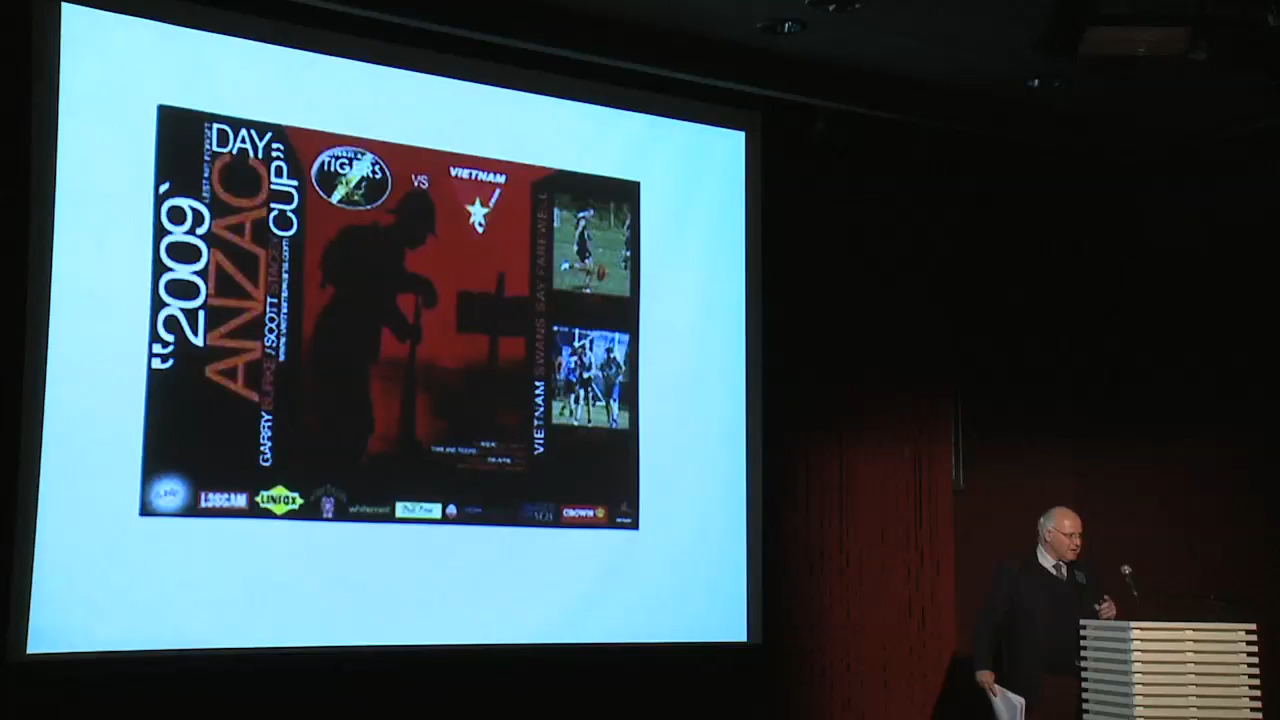 "2009`
LEST WE FORGET
DAY
ANZAC
CUP"
GARRY BURKE / SCOTT STACEY
www.vietnamswans.com
TIGERS
VS
VIETNAM
VIETNAM SWANS SAY FAREWELL
LOSCAM
LINFOX
CROWN